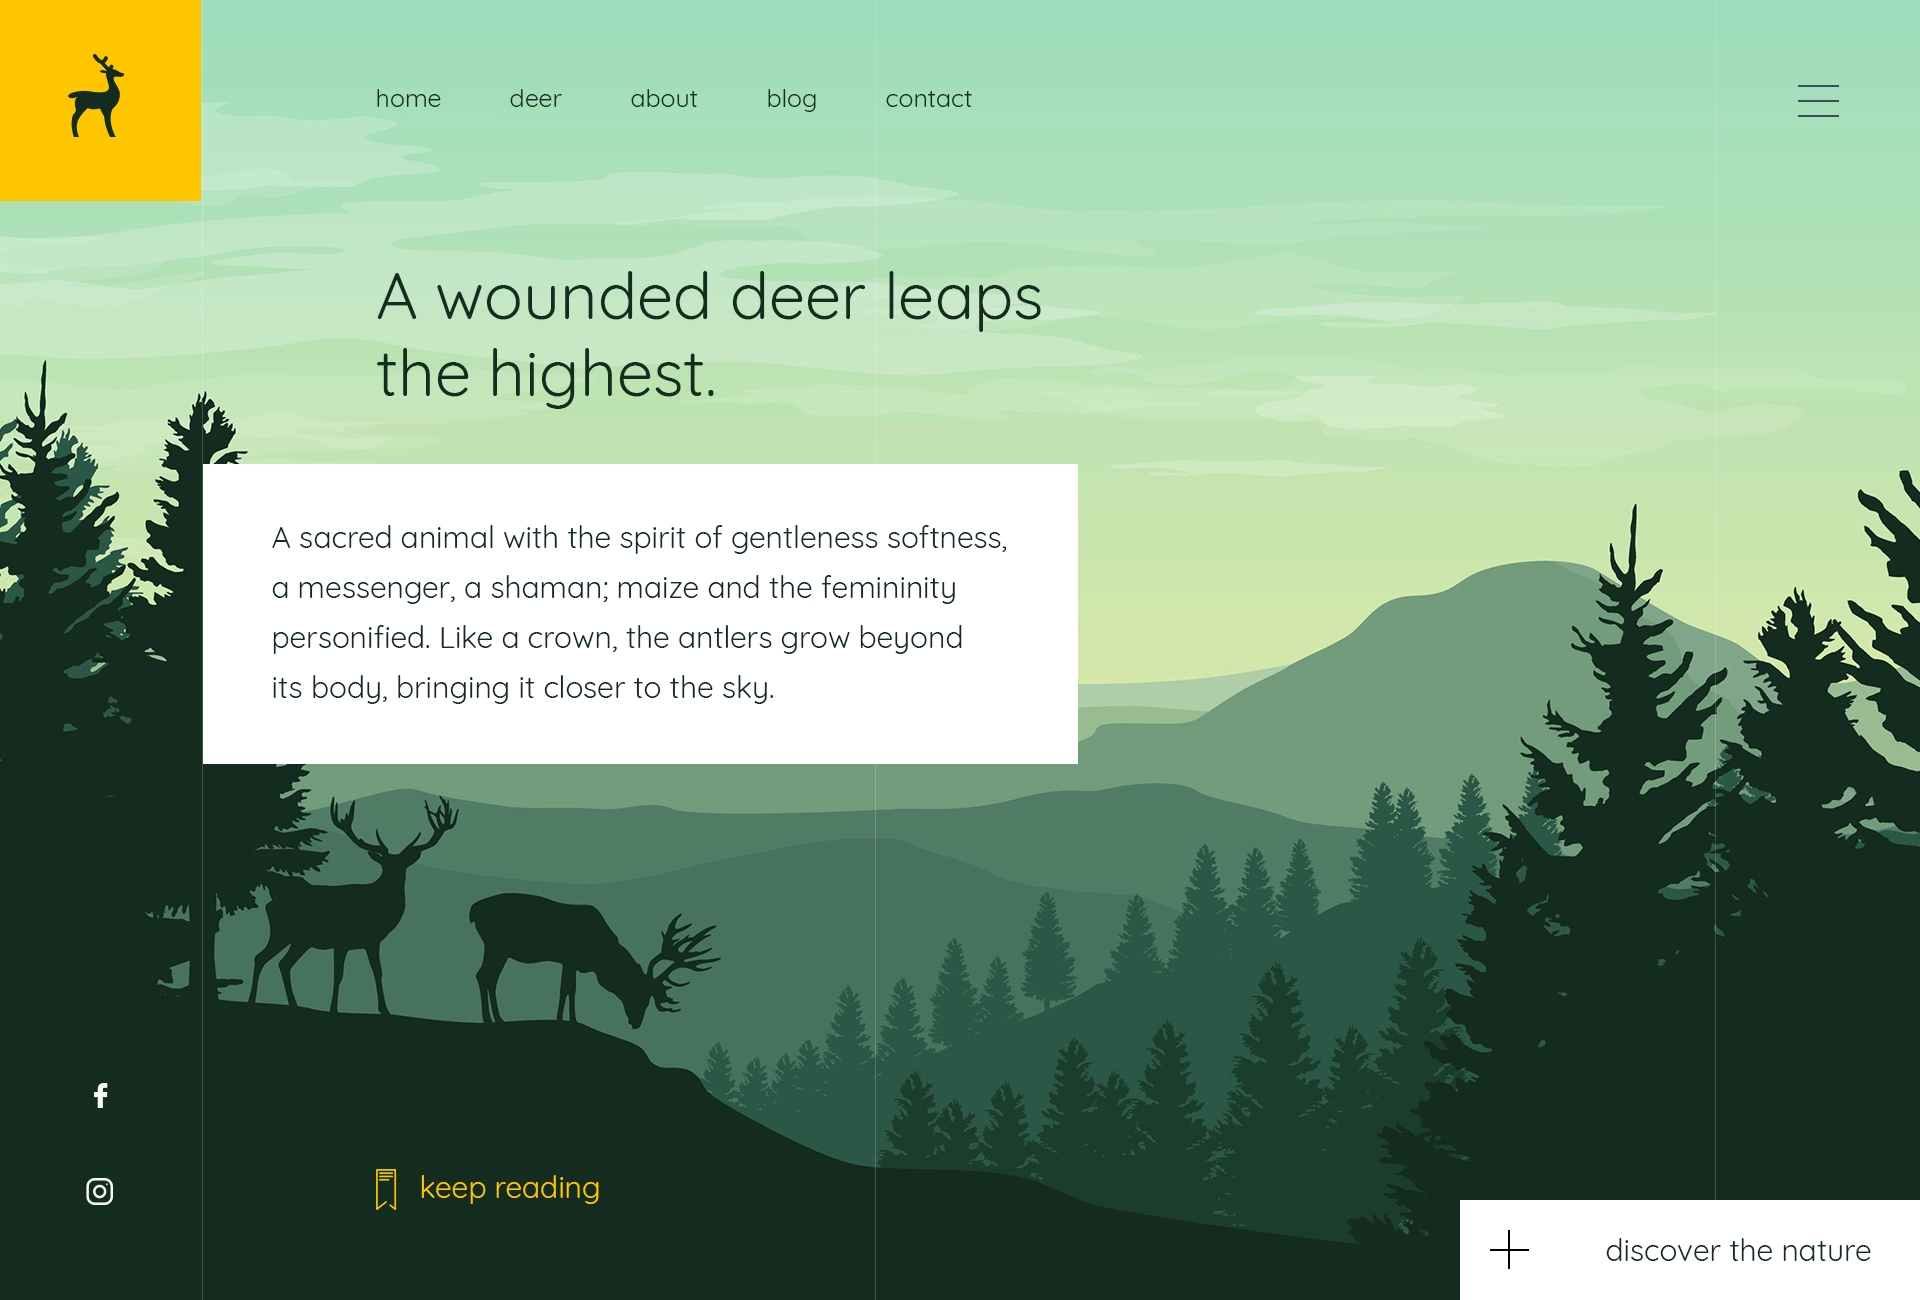 home deer about blog contact
A wounded deer leaps
the highest.
A sacred animal with the spirit of gentleness softness,
a messenger, a shaman; maize and the femininity
personified. Like a crown, the antlers grow beyond
its body, bringing it closer to the sky.
keep reading
discover the nature